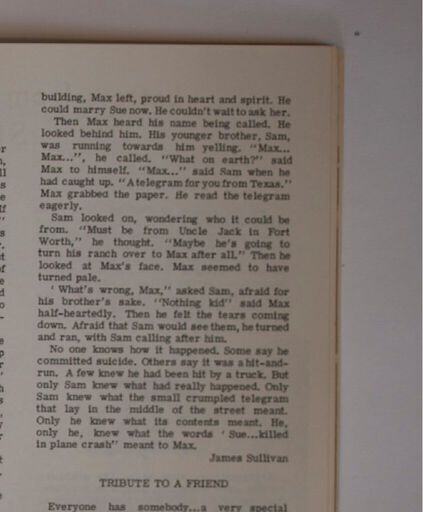 building, Max left, proud in heart and spirit. He
could marry Sue now. He couldn't wait to ask her.
Then Max heard his name being called. He
looked behind him. His younger brother, Sam,
was running towards him yelling. "Max...
Max...", he called. "What on earth?" said
Max to himself. "Max..." said Sam when he
had caught up. "A telegram for you from Texas."
Max grabbed the paper. He read the telegram
eagerly.
Sam looked on, wondering who it could be
from. "Must be from Uncle Jack in Fort
Worth," he thought. "Maybe he's going to
turn his ranch over to Max after all." Then he
looked at Max's face. Max seemed to have
turned pale.
'What's wrong, Max," asked Sam, afraid for
his brother's sake. "Nothing kid" said Max
half-heartedly. Then he felt the tears coming
down. Afraid that Sam would see them, he turned
and ran, with Sam calling after him.
No one knows how it happened. Some say he
committed suicide. Others say it was a hit-and-
run. A few knew he had been hit by a truck. But
only Sam knew what had really happened. Only
Sam knew what the small crumpled telegram
that lay in the middle of the street meant.
Only he knew what its contents meant. He,
only he, knew what the words 'Sue...killed
in plane crash" meant to Max.
James Sullivan
TRIBUTE TO A FRIEND
Everyone has somebody...a very special